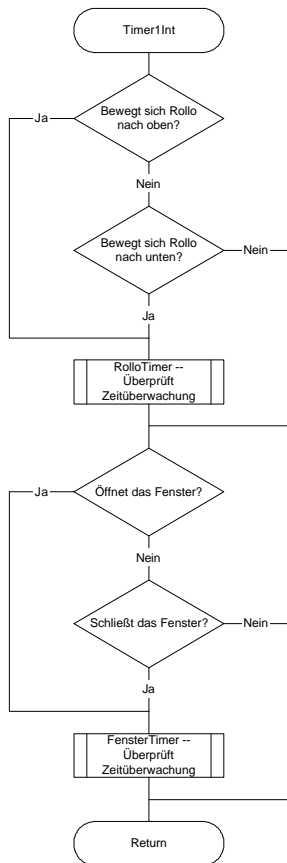 Timer1Int
Bewegt sich Rollo
nach oben?
Ja
Nein
Bewegt sich Rollo
nach unten?
Nein
Ja
RolloTimer --
Überprüft
Zeitüberwachung
Öffnet das Fenster?
Ja
Nein
Schließt das Fenster?
Nein
Ja
FensterTimer --
Überprüft
Zeitüberwachung
Return